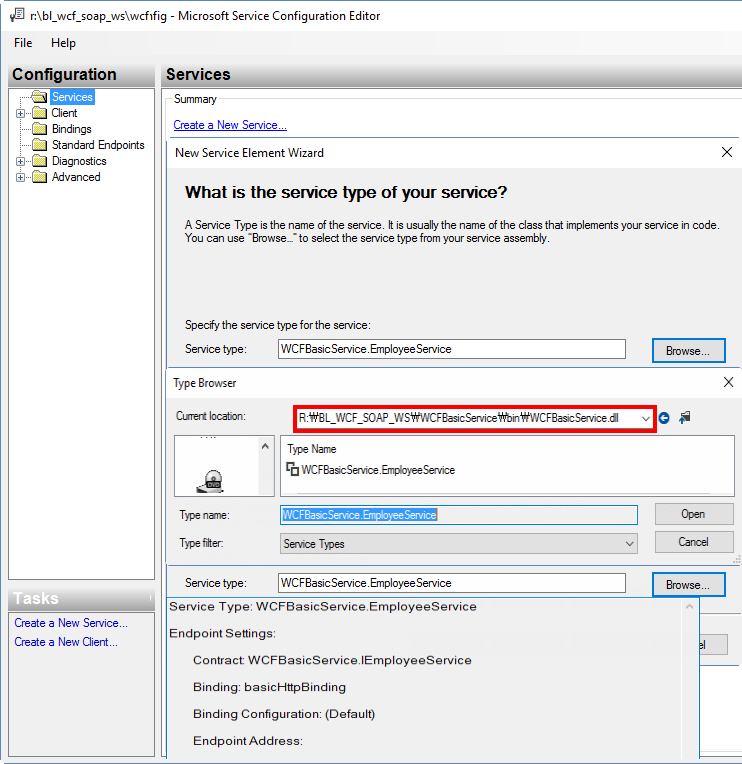 r:\bl_wcf_soap_ws\wcf\fig - Microsoft Service Configuration Editor
File Help
Configuration
Services
Client
Bindings
Standard Endpoints
Diagnostics
Advanced
Services
Summary
Create a New Service...
New Service Element Wizard
What is the service type of your service?
A Service Type is the name of the service. It is usually the name of the class that implements your service in code.
You can use "Browse..." to select the service type from your service assembly.
Specify the service type for the service:
Service type: WCFBasicService.EmployeeService Browse...
Type Browser
Current location: R:₩BL_WCF_SOAP_WS₩WCFBasicService₩bin₩WCFBasicService.dll
DVD
Type Name
WCFBasicService.EmployeeService
Type name: WCFBasicService.EmployeeService Open
Type filter: Service Types Cancel
Service type: WCFBasicService.EmployeeService Browse...
Tasks
Create a New Service...
Create a New Client...
Service Type: WCFBasicService.EmployeeService
Endpoint Settings:
Contract: WCFBasicService.IEmployeeService
Binding: basicHttpBinding
Binding Configuration: (Default)
Endpoint Address: